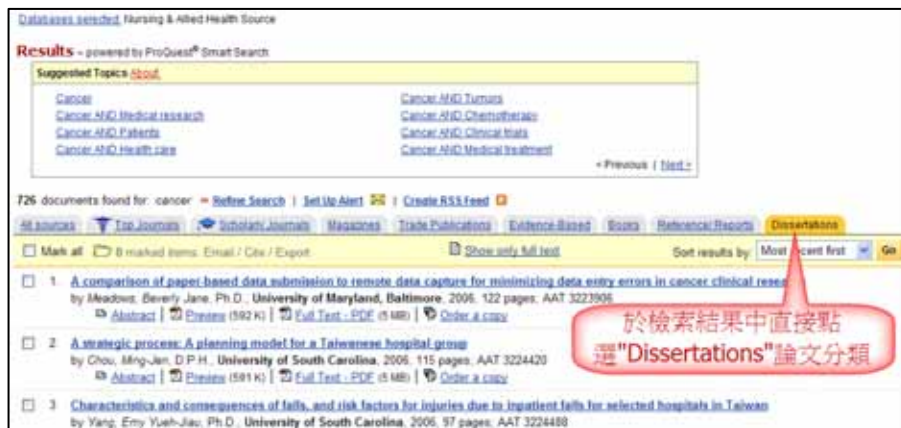 Databases selected: Nursing & Allied Health Source
Results – powered by ProQuest® Smart Search
Suggested Topics About
Cancer
Cancer AND Tumors
Cancer AND Medical research
Cancer AND Chemotherapy
Cancer AND Patients
Cancer AND Clinical trials
Cancer AND Health care
Cancer AND Medical treatment
< Previous | Next >
726 documents found for: cancer » Refine Search | Set Up Alert | Create RSS Feed
All sources Top Journals Scholarly Journals Magazines Trade Publications Evidence-Based Books Reference/Reports Dissertations
Mark all 0 marked items: Email / Cite / Export Show only full text Sort results by: Most recent first Go
1. A comparison of paper-based data submission to remote data capture for minimizing data entry errors in cancer clinical
by Meadows, Beverly Jane, Ph.D., University of Maryland, Baltimore, 2006, 122 pages; AAT 3223906
Abstract | Preview (592 K) | Full Text - PDF (5 MB) | Order a copy
於檢索結果中直接點
選"Dissertations"論文分類
2. A strategic process: A planning model for a Taiwanese hospital group
by Chou, Ming-Jen, D.P.H., University of South Carolina, 2006, 115 pages; AAT 3224420
Abstract | Preview (591 K) | Full Text - PDF (5 MB) | Order a copy
3. Characteristics and consequences of falls, and risk factors for injuries due to inpatient falls for selected hospitals in Taiwan
by Yang, Emy Yueh-Jiau, Ph.D., University of South Carolina, 2006, 97 pages; AAT 3224488